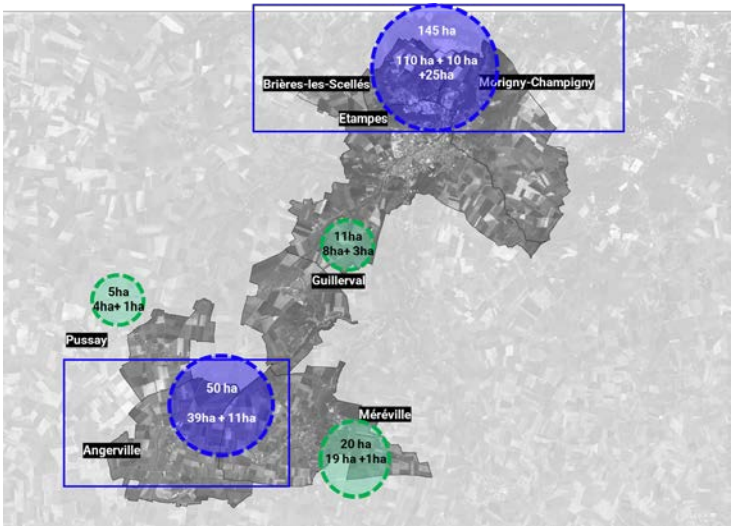 145 ha
110 ha + 10 ha
+25ha
Brières-les-Scellés
Morigny-Champigny
Etampes
11ha
8ha+ 3ha
Guillerval
5ha
4ha+ 1ha
Pussay
50 ha
39ha + 11ha
Méréville
Angerville
20 ha
19 ha +1ha